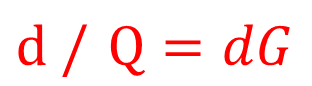 d / Q = dG